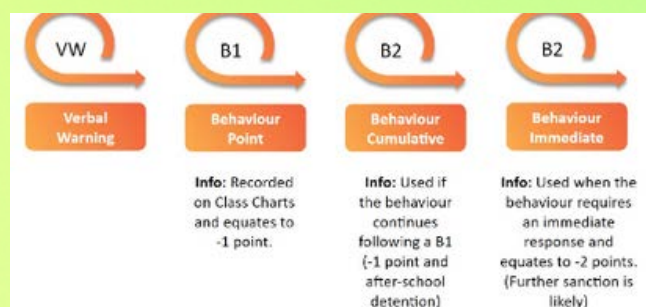 VW
B1
B2
B2
Verbal
Warning
Behaviour
Point
Behaviour
Cumulative
Behaviour
Immediate
Info: Recorded
on Class Charts
and equates to
-1 point.
Info: Used if
the behaviour
continues
following a B1
(-1 point and
after-school
detention)
Info: Used when the
behaviour requires
an immediate
response and
equates to -2 points.
(Further sanction is
likely)